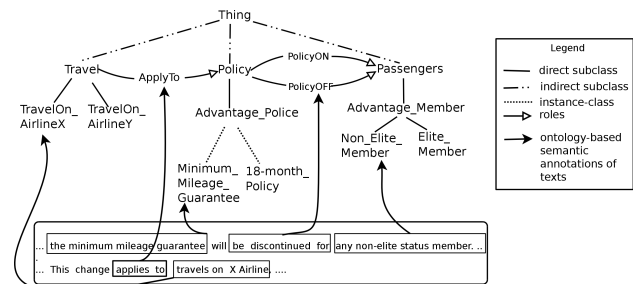 Thing
Travel
ApplyTo
Policy
PolicyON
PolicyOFF
Passengers
TravelOn_
AirlineX
TravelOn_
AirlineY
Advantage_Police
Advantage_Member
Minimum_
Mileage_
Guarantee
18-month_
Policy
Non_Elite_
Member
Elite_
Member
Legend
direct subclass
indirect subclass
instance-class
roles
ontology-based
semantic
annotations of
texts
... the minimum mileage guarantee will be discontinued for any non-elite status member. ..
.
... This change applies to travels on X Airline, ....